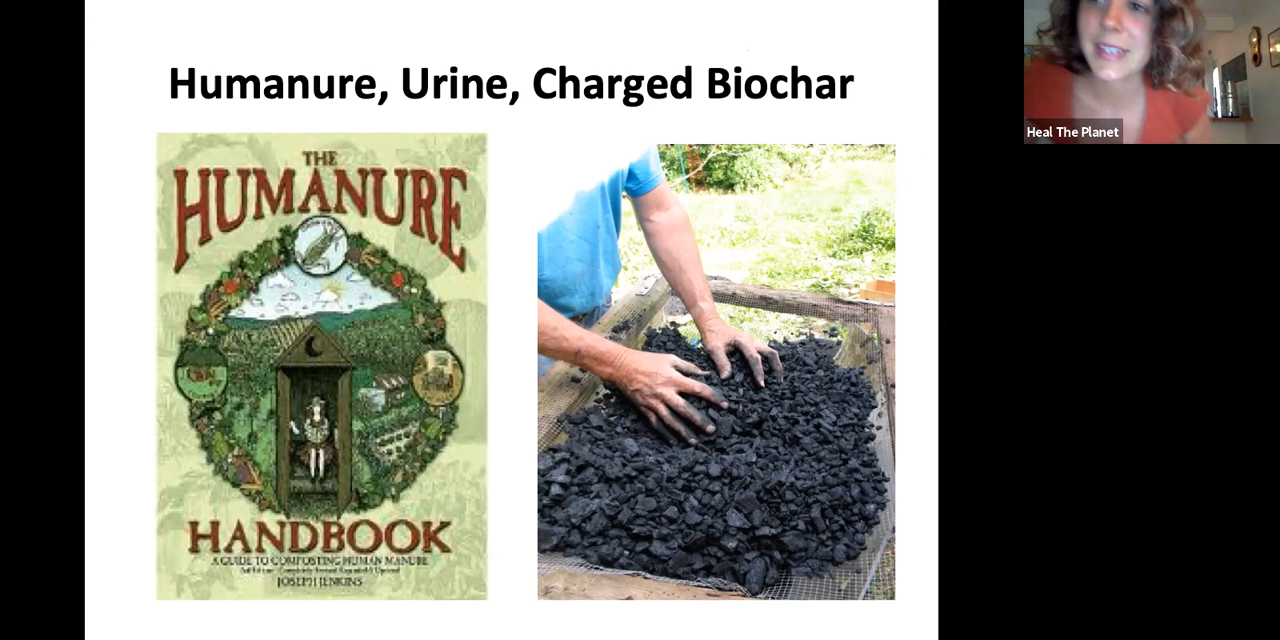 Humanure, Urine, Charged Biochar
Heal The Planet
THE
HUMANURE
HANDBOOK
A GUIDE TO COMPOSTING HUMAN MANURE
JOSEPH JENKINS